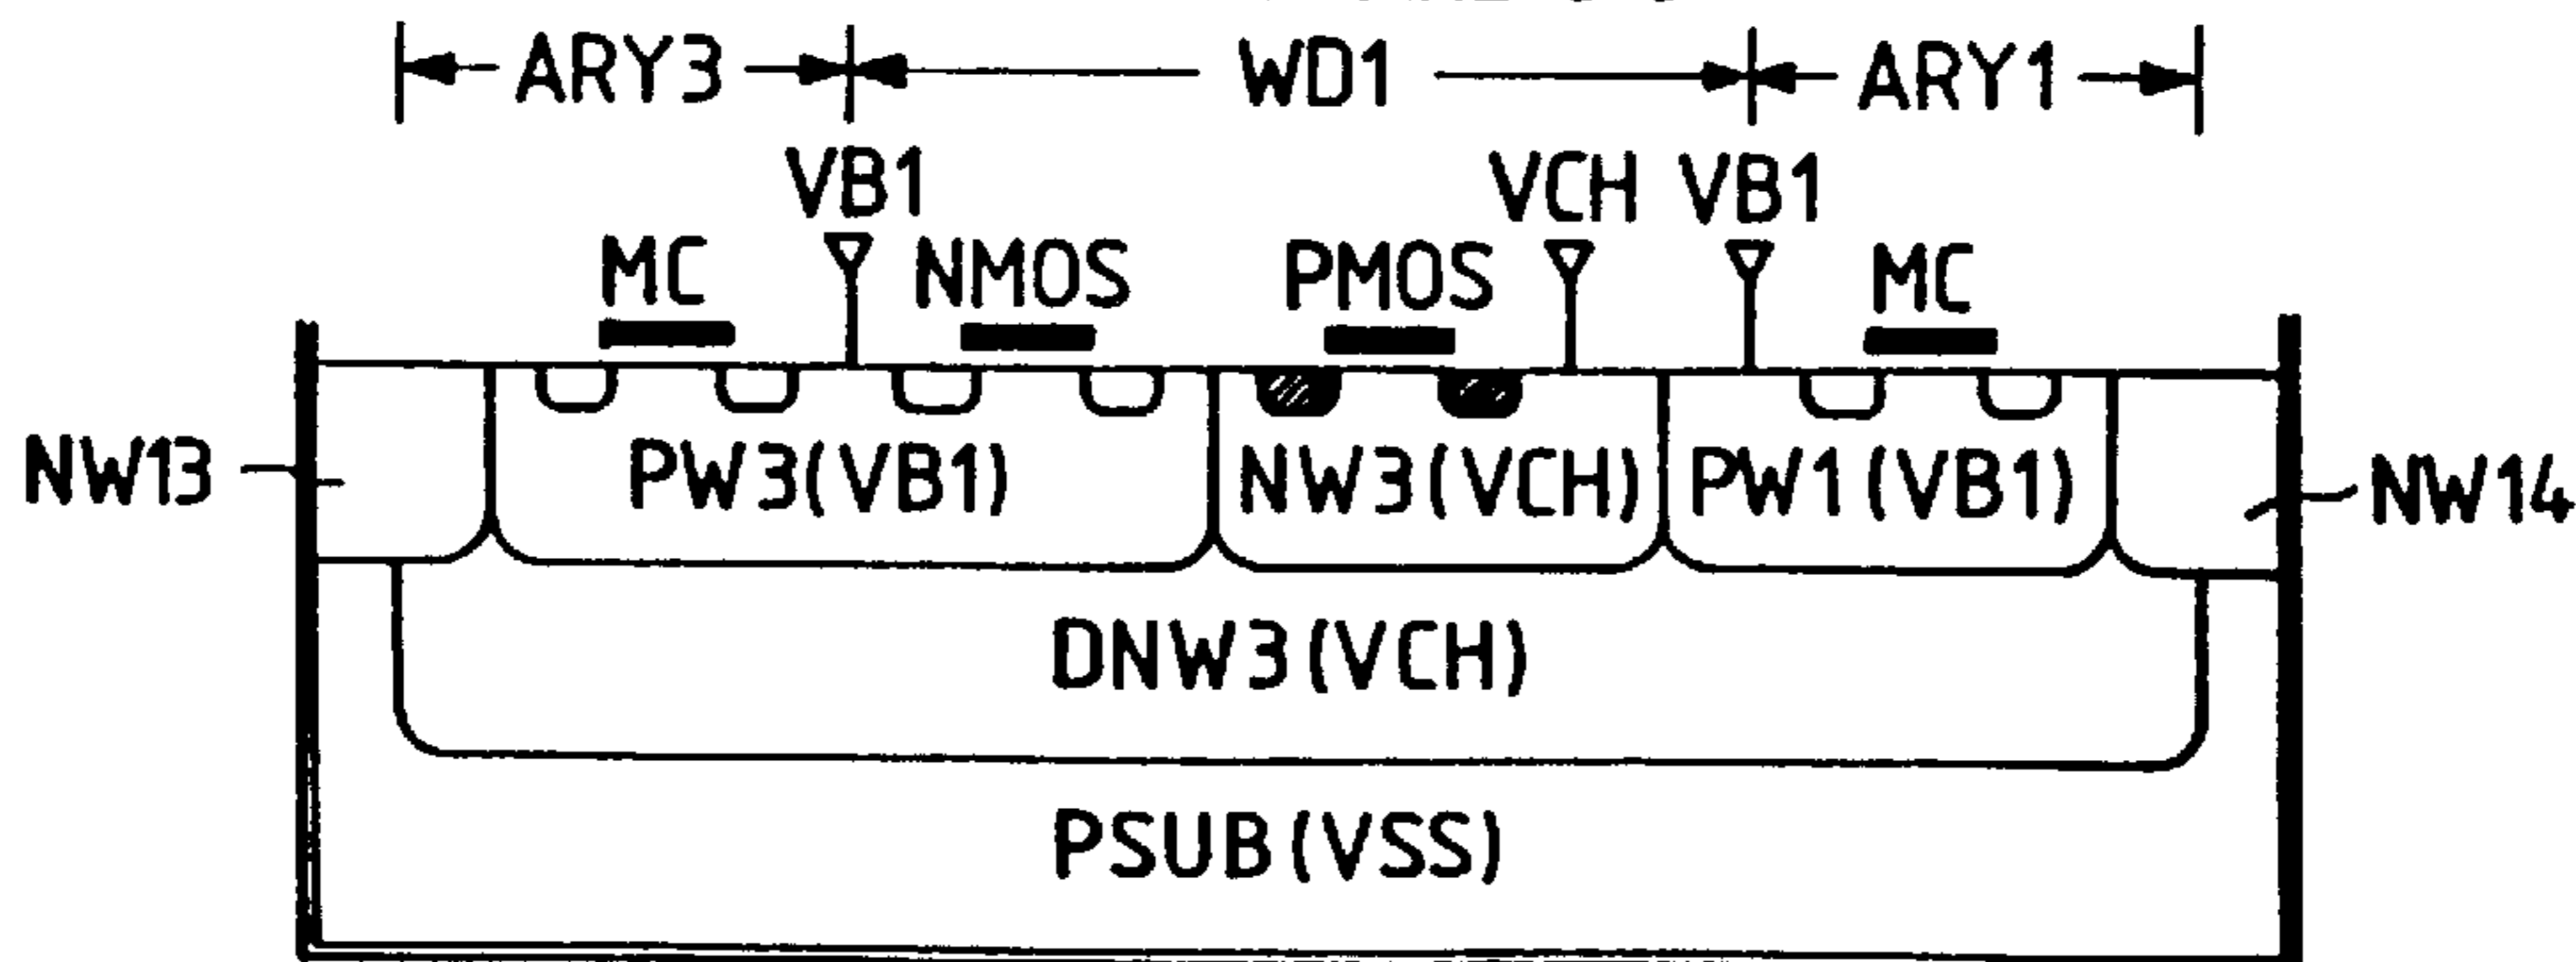 ARY3 WD1 ARY1
VB1 VCH VB1
MC NMOS PMOS MC
NW13 PW3(VB1) NW3(VCH) PW1(VB1) NW14
DNW3(VCH)
PSUB(VSS)